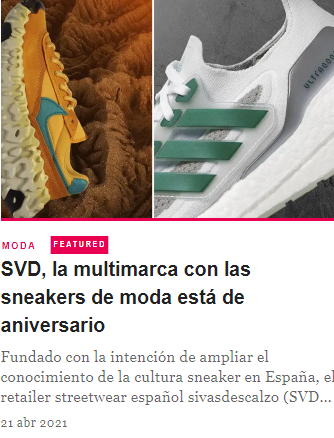 ULTRABOOST
MODA FEATURED
SVD, la multimarca con las
sneakers de moda está de
aniversario
Fundado con la intención de ampliar el
conocimiento de la cultura sneaker en España, el
retailer streetwear español sivasdescalzo (SVD...
21 abr 2021